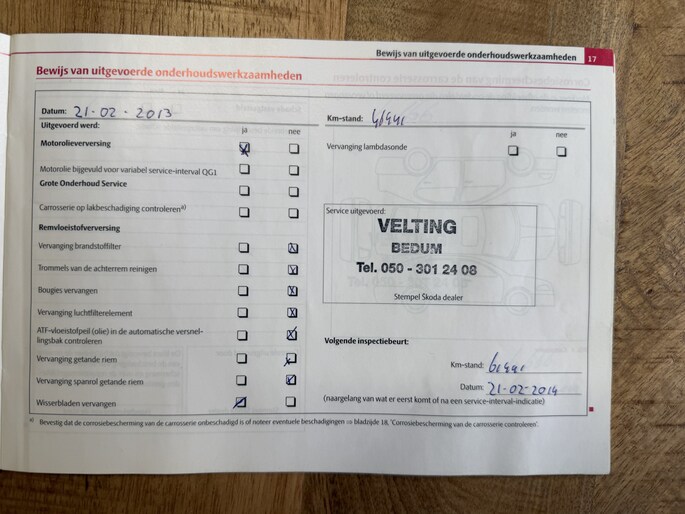 Bewijs van uitgevoerde onderhoudswerkzaamheden 17
Bewijs van uitgevoerde onderhoudswerkzaamheden
Datum: 21-02-2013
Km-stand:
Uitgevoerd werd: ja nee
ja nee
Motorolieverversing
Vervanging lambdasonde
Motorolie bijgevuld voor variabel service-interval QG1
Grote Onderhoud Service
Carrosserie op lakbeschadiging controleren a)
Service uitgevoerd:
VELTING
BEDUM
Tel. 050 - 301 24 08
Stempel Skoda dealer
Remvloeistofverversing
Vervanging brandstoffilter
Trommels van de achterrem reinigen
Bougies vervangen
Vervanging luchtfilterelement
ATF-vloeistofpeil (olie) in de automatische versnel-
lingsbak controleren
Vervanging getande riem
Vervanging spanrol getande riem
Wisserbladen vervangen
Volgende inspectiebeurt:
Km-stand:
Datum: 21-02-2014
(naargelang van wat er eerst komt of na een service-interval-indicatie)
a) Bevestig dat de corrosiebescherming van de carrosserie onbeschadigd is of noteer eventuele beschadigingen ⇒ bladzijde 18, 'Corrosiebescherming van de carrosserie controleren'.